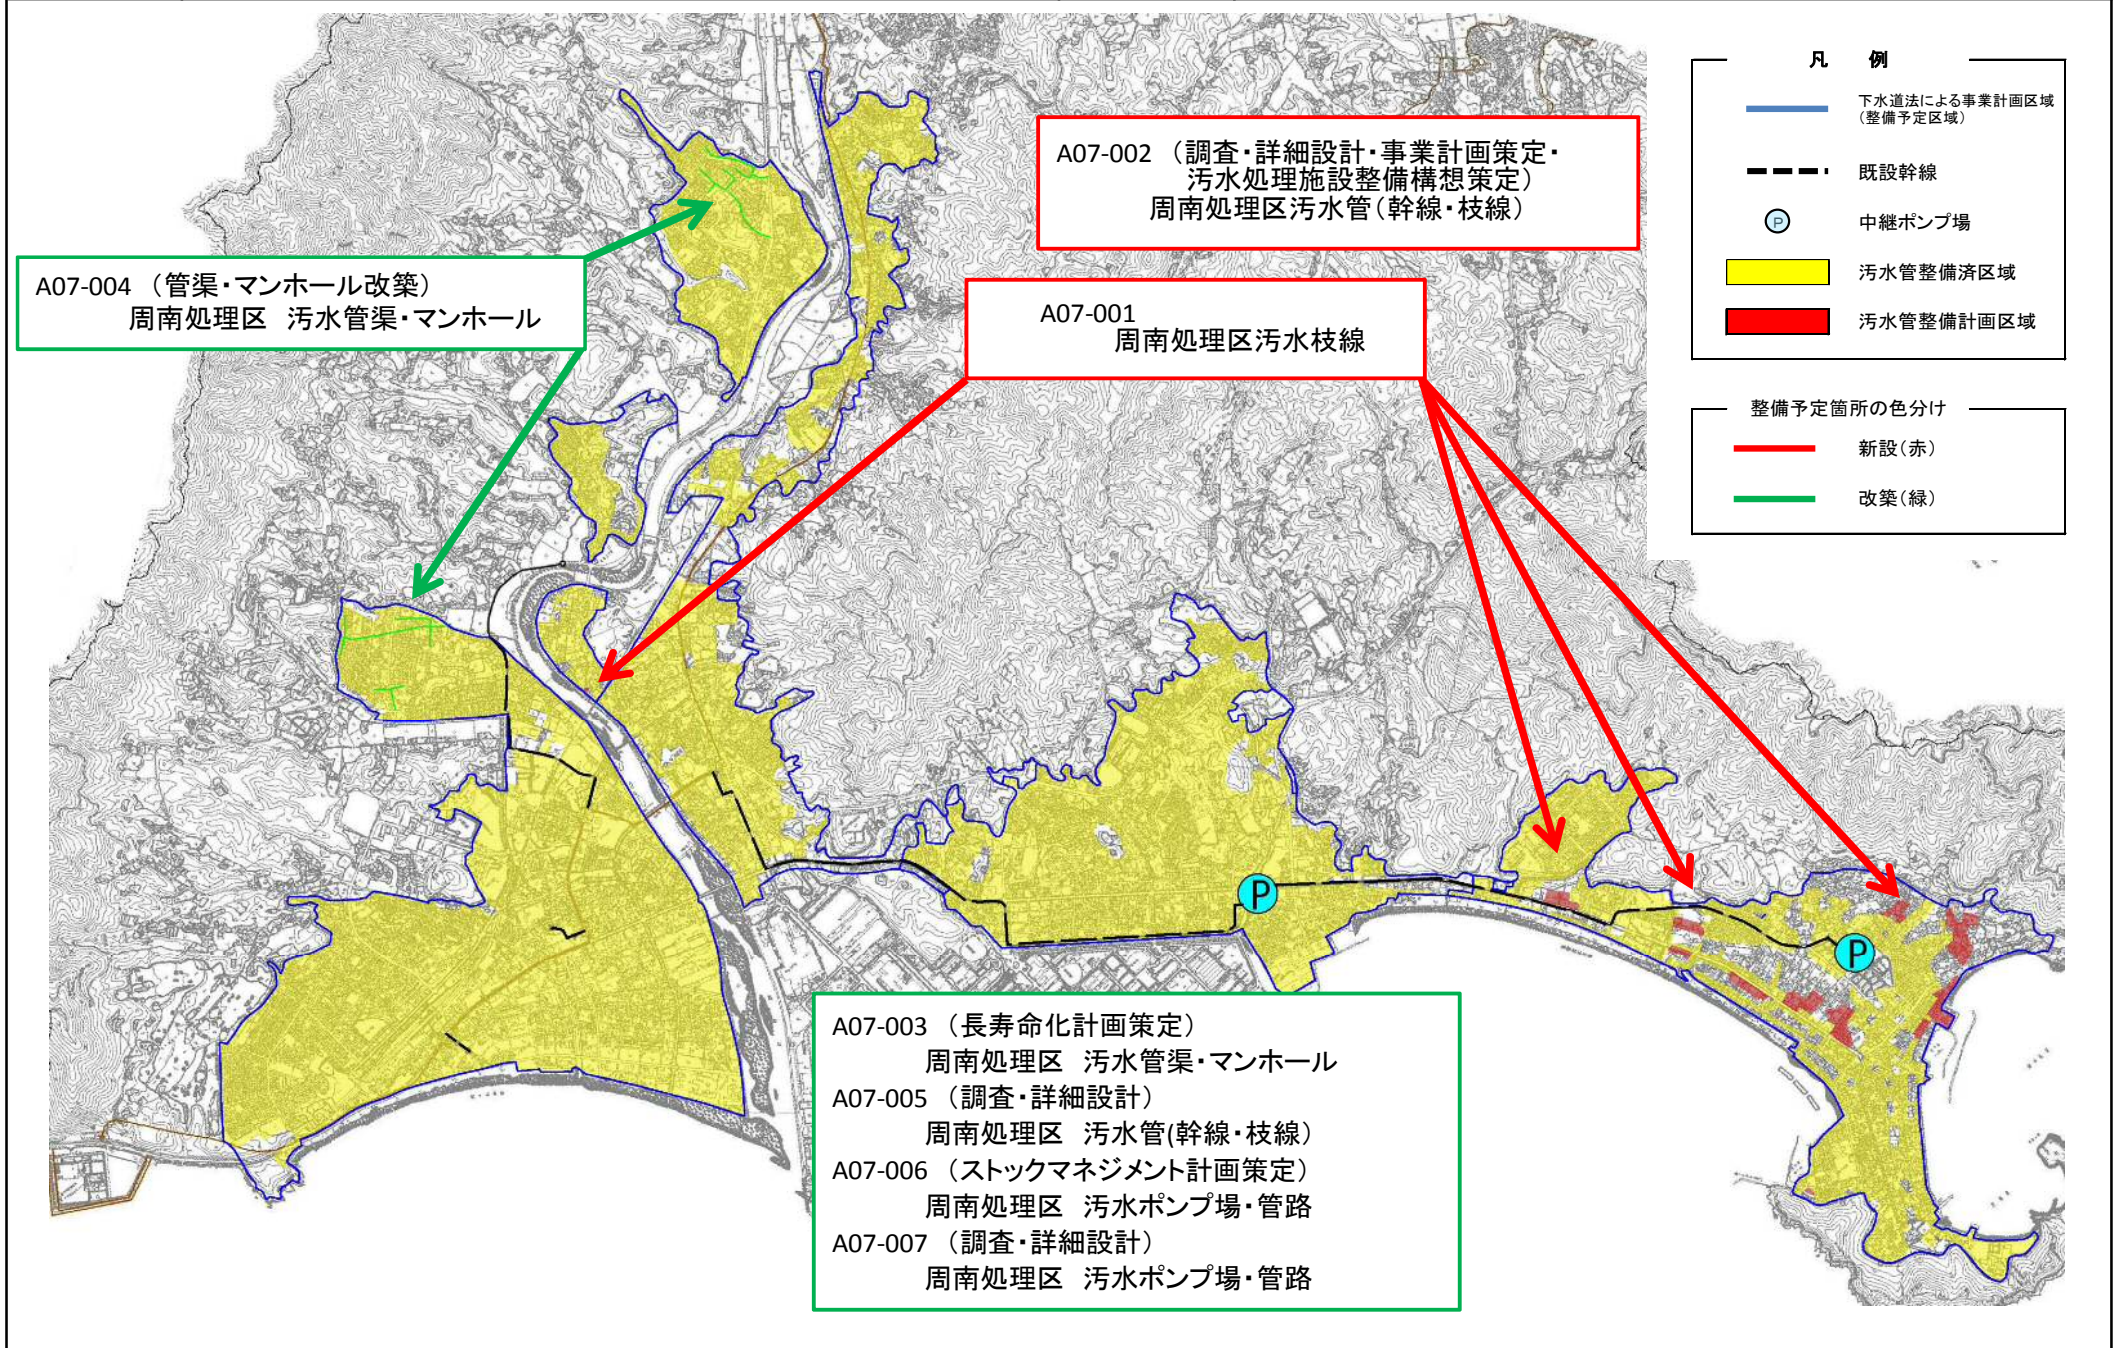 凡　例
下水道法による事業計画区域
(整備予定区域)
既設幹線
P
中継ポンプ場
汚水管整備済区域
汚水管整備計画区域
整備予定箇所の色分け
新設(赤)
改築(緑)
A07-002 （調査・詳細設計・事業計画策定・
汚水処理施設整備構想策定）
周南処理区汚水管（幹線・枝線）
A07-004 （管渠・マンホール改築）
周南処理区　汚水管渠・マンホール
A07-001
周南処理区汚水枝線
P
P
A07-003 （長寿命化計画策定）
周南処理区　汚水管渠・マンホール
A07-005 （調査・詳細設計）
周南処理区　汚水管(幹線・枝線）
A07-006 （ストックマネジメント計画策定）
周南処理区　汚水ポンプ場・管路
A07-007 （調査・詳細設計）
周南処理区　汚水ポンプ場・管路